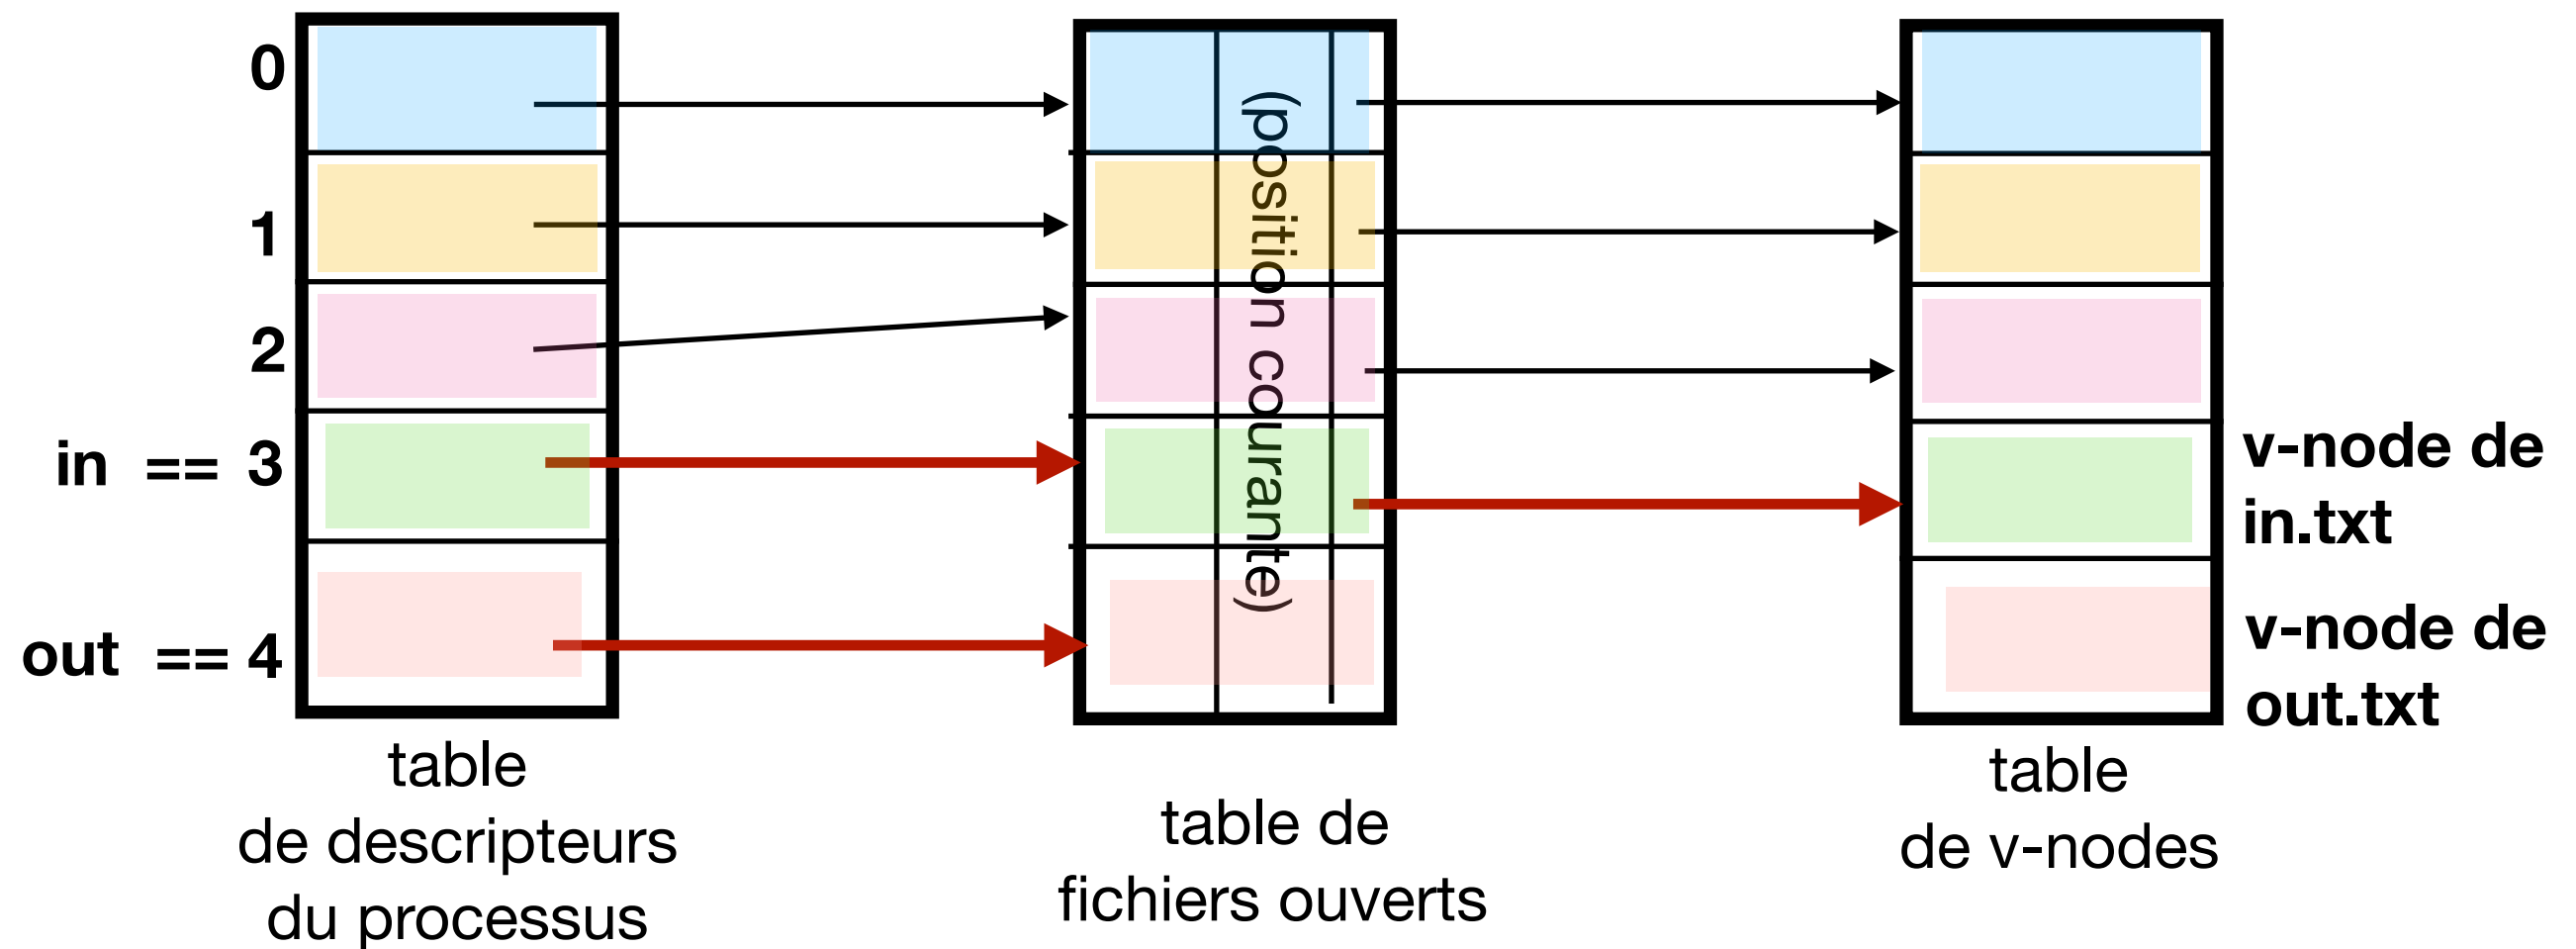 0
1
2
in == 3
out == 4
(position courante)
v-node de
in.txt
v-node de
out.txt
table
de descripteurs
du processus
table de
fichiers ouverts
table
de v-nodes